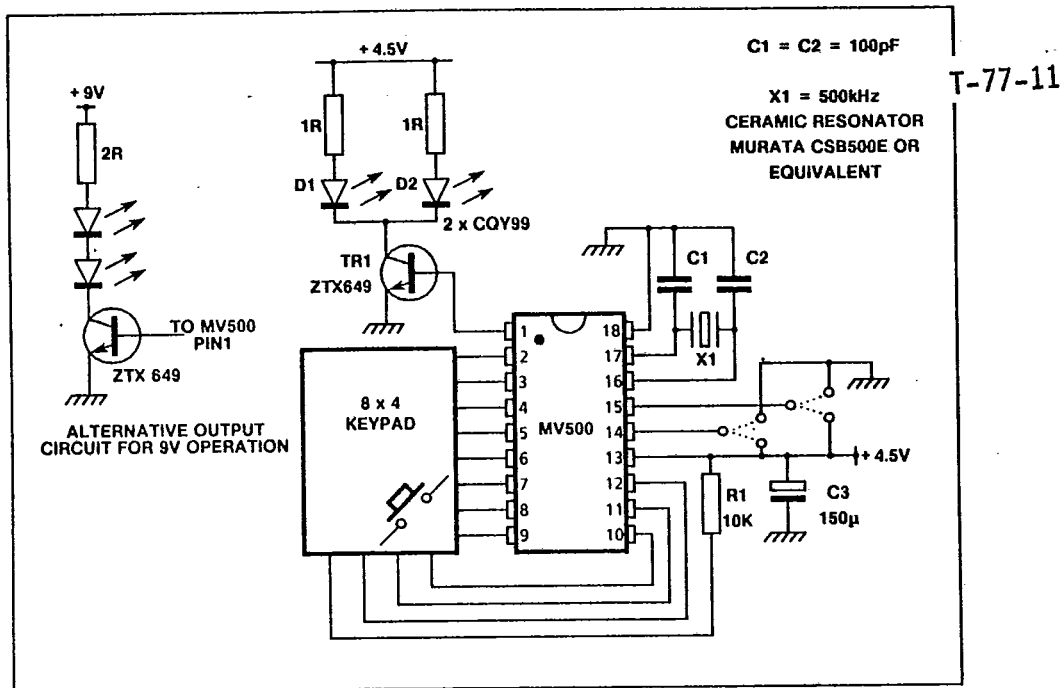 + 4.5V
C1 = C2 = 100pF
T-77-11
+ 9V
X1 = 500kHz
CERAMIC RESONATOR
MURATA CSB500E OR
EQUIVALENT
2R
1R
1R
D1
D2
2 x CQY99
TR1
ZTX649
C1
C2
X1
TO MV500
PIN1
ZTX 649
ALTERNATIVE OUTPUT
CIRCUIT FOR 9V OPERATION
8 x 4
KEYPAD
MV500
1
2
3
4
5
6
7
8
9
18
17
16
15
14
13
12
11
10
+ 4.5V
R1
10K
C3
150µ